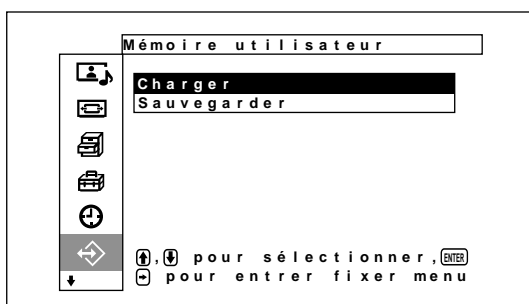 Mémoire utilisateur
Charger
Sauvegarder
, pour sélectionner, ENTER
pour entrer fixer menu